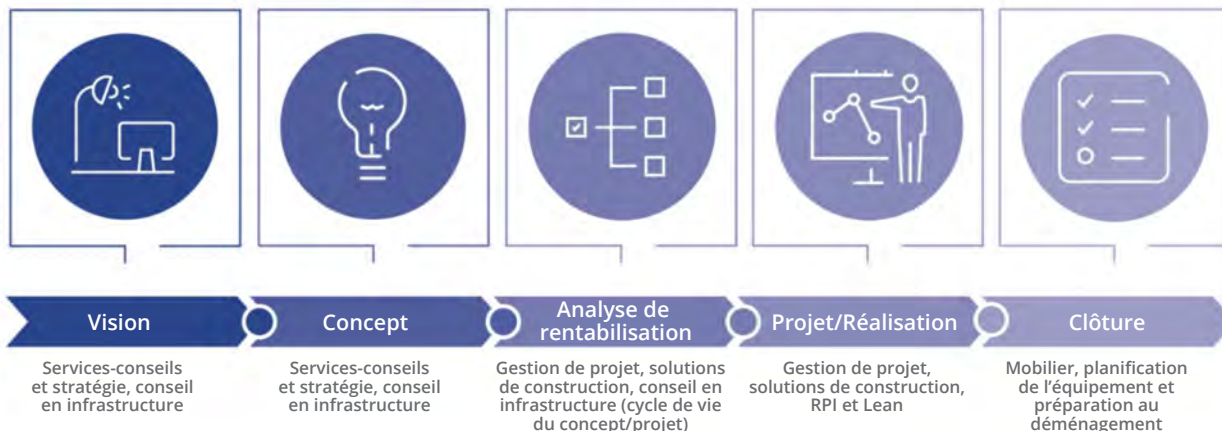 Vision
Concept
Analyse de
rentabilisation
Projet/Réalisation
Clôture
Services-conseils
et stratégie, conseil
en infrastructure
Services-conseils
et stratégie, conseil
en infrastructure
Gestion de projet, solutions
de construction, conseil en
infrastructure (cycle de vie
du concept/projet)
Gestion de projet,
solutions de construction,
RPI et Lean
Mobilier, planification
de l’équipement et
préparation au
déménagement